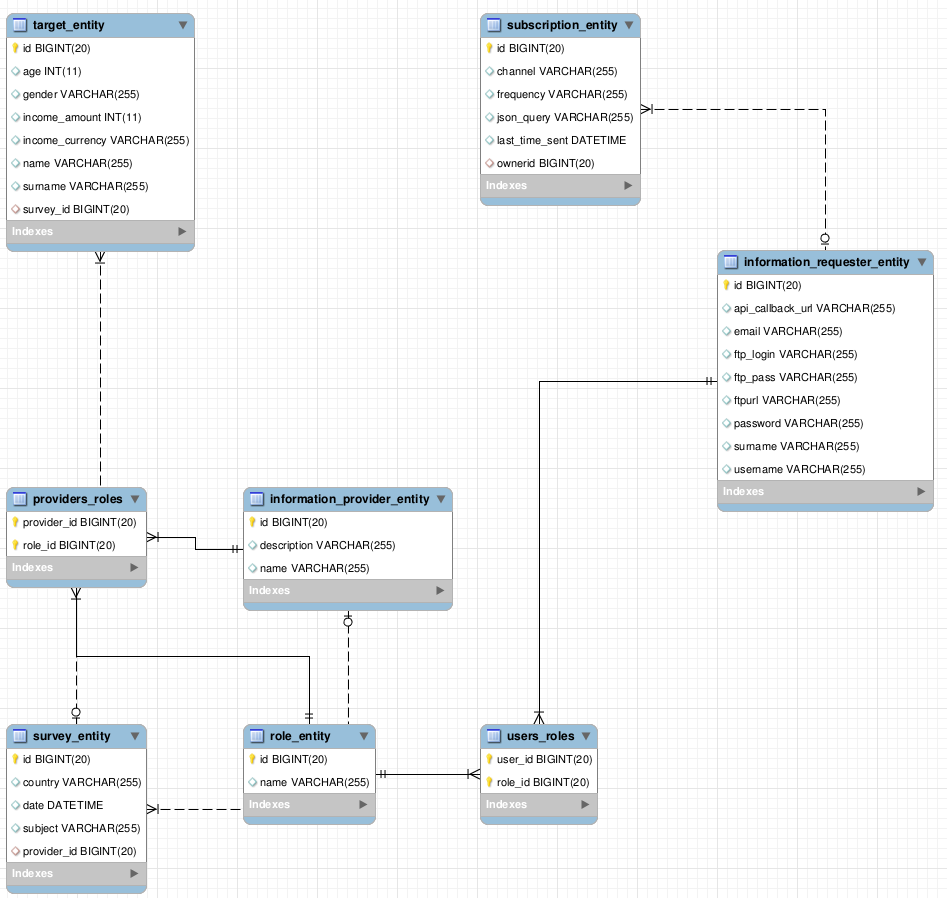 target_entity
id BIGINT(20)
age INT(11)
gender VARCHAR(255)
income_amount INT(11)
income_currency VARCHAR(255)
name VARCHAR(255)
surname VARCHAR(255)
survey_id BIGINT(20)
Indexes
subscription_entity
id BIGINT(20)
channel VARCHAR(255)
frequency VARCHAR(255)
json_query VARCHAR(255)
last_time_sent DATETIME
ownerid BIGINT(20)
Indexes
information_requester_entity
id BIGINT(20)
api_callback_url VARCHAR(255)
email VARCHAR(255)
ftp_login VARCHAR(255)
ftp_pass VARCHAR(255)
ftpurl VARCHAR(255)
password VARCHAR(255)
surname VARCHAR(255)
username VARCHAR(255)
Indexes
providers_roles
provider_id BIGINT(20)
role_id BIGINT(20)
Indexes
information_provider_entity
id BIGINT(20)
description VARCHAR(255)
name VARCHAR(255)
Indexes
survey_entity
id BIGINT(20)
country VARCHAR(255)
date DATETIME
subject VARCHAR(255)
provider_id BIGINT(20)
Indexes
role_entity
id BIGINT(20)
name VARCHAR(255)
Indexes
users_roles
user_id BIGINT(20)
role_id BIGINT(20)
Indexes